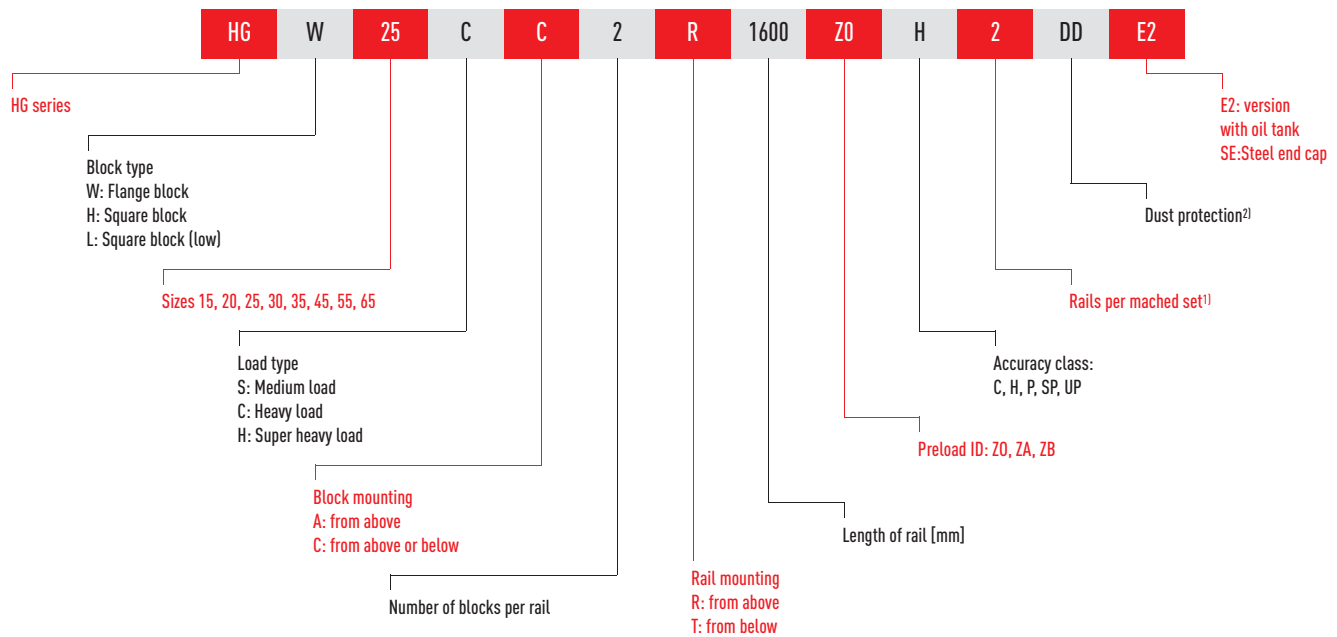 HG W 25 C C 2 R 1600 Z0 H 2 DD E2
HG series
E2: version
with oil tank
SE:Steel end cap
Block type
W: Flange block
H: Square block
L: Square block (low)
Dust protection2)
Sizes 15, 20, 25, 30, 35, 45, 55, 65
Rails per mached set1)
Load type
S: Medium load
C: Heavy load
H: Super heavy load
Accuracy class:
C, H, P, SP, UP
Preload ID: Z0, ZA, ZB
Block mounting
A: from above
C: from above or below
Length of rail [mm]
Number of blocks per rail
Rail mounting
R: from above
T: from below